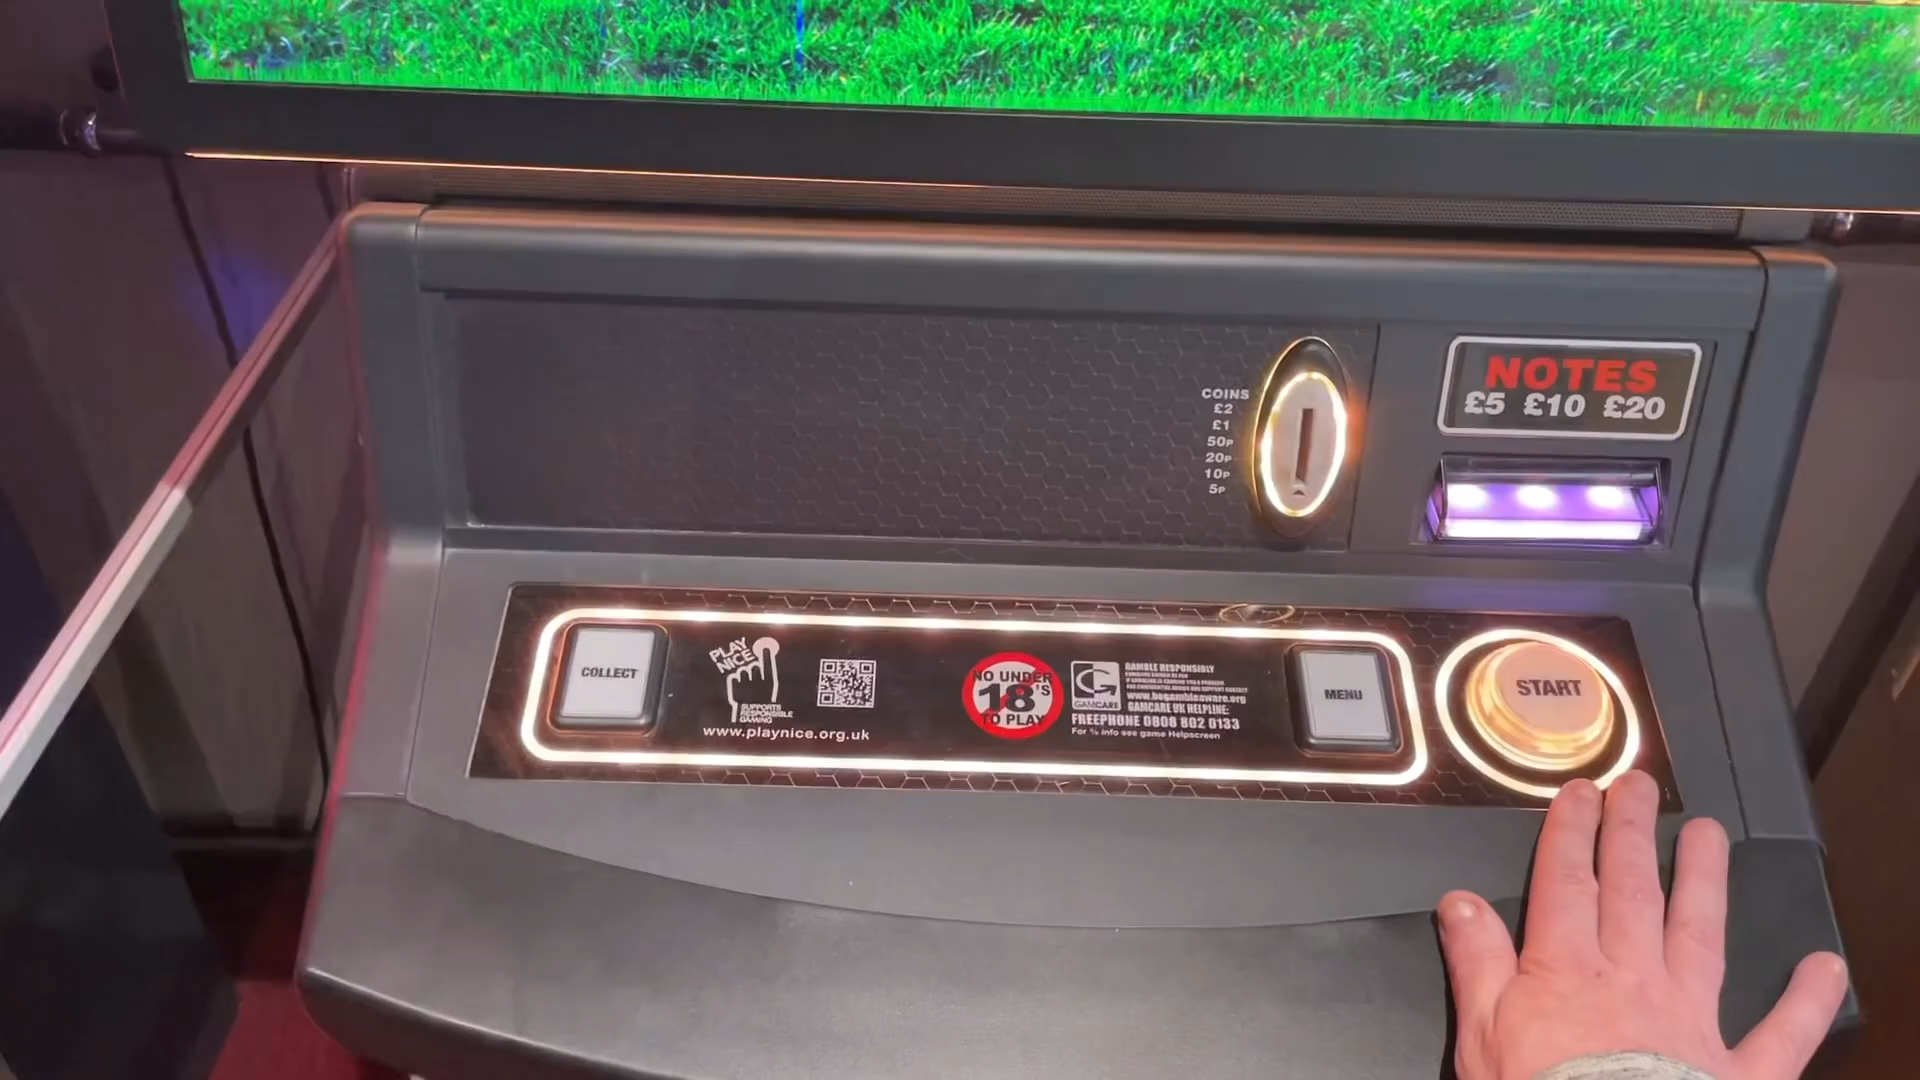 COINS
£2
£1
50P
20P
10P
5P
NOTES
£5 £10 £20
COLLECT
PLAY
NICE
SUPPORTS
RESPONSIBLE
GAMING
www.playnice.org.uk
NO UNDER
18'S
TO PLAY
GAMCARE
GAMBLE RESPONSIBLY
www.begambleaware.org
GAMCARE UK HELPLINE:
FREEPHONE 0808 802 0133
For % info see game Helpscreen
MENU
START